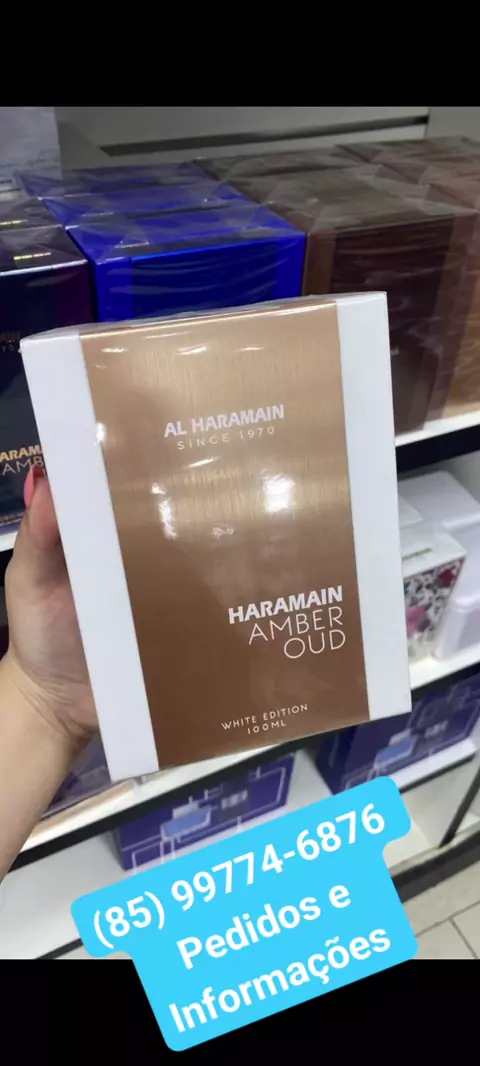 AL HARAMAIN
SINCE 1970
HARAMAIN
AMBER
OUD
WHITE EDITION
100ML
(85) 99774-6876
Pedidos e
Informações